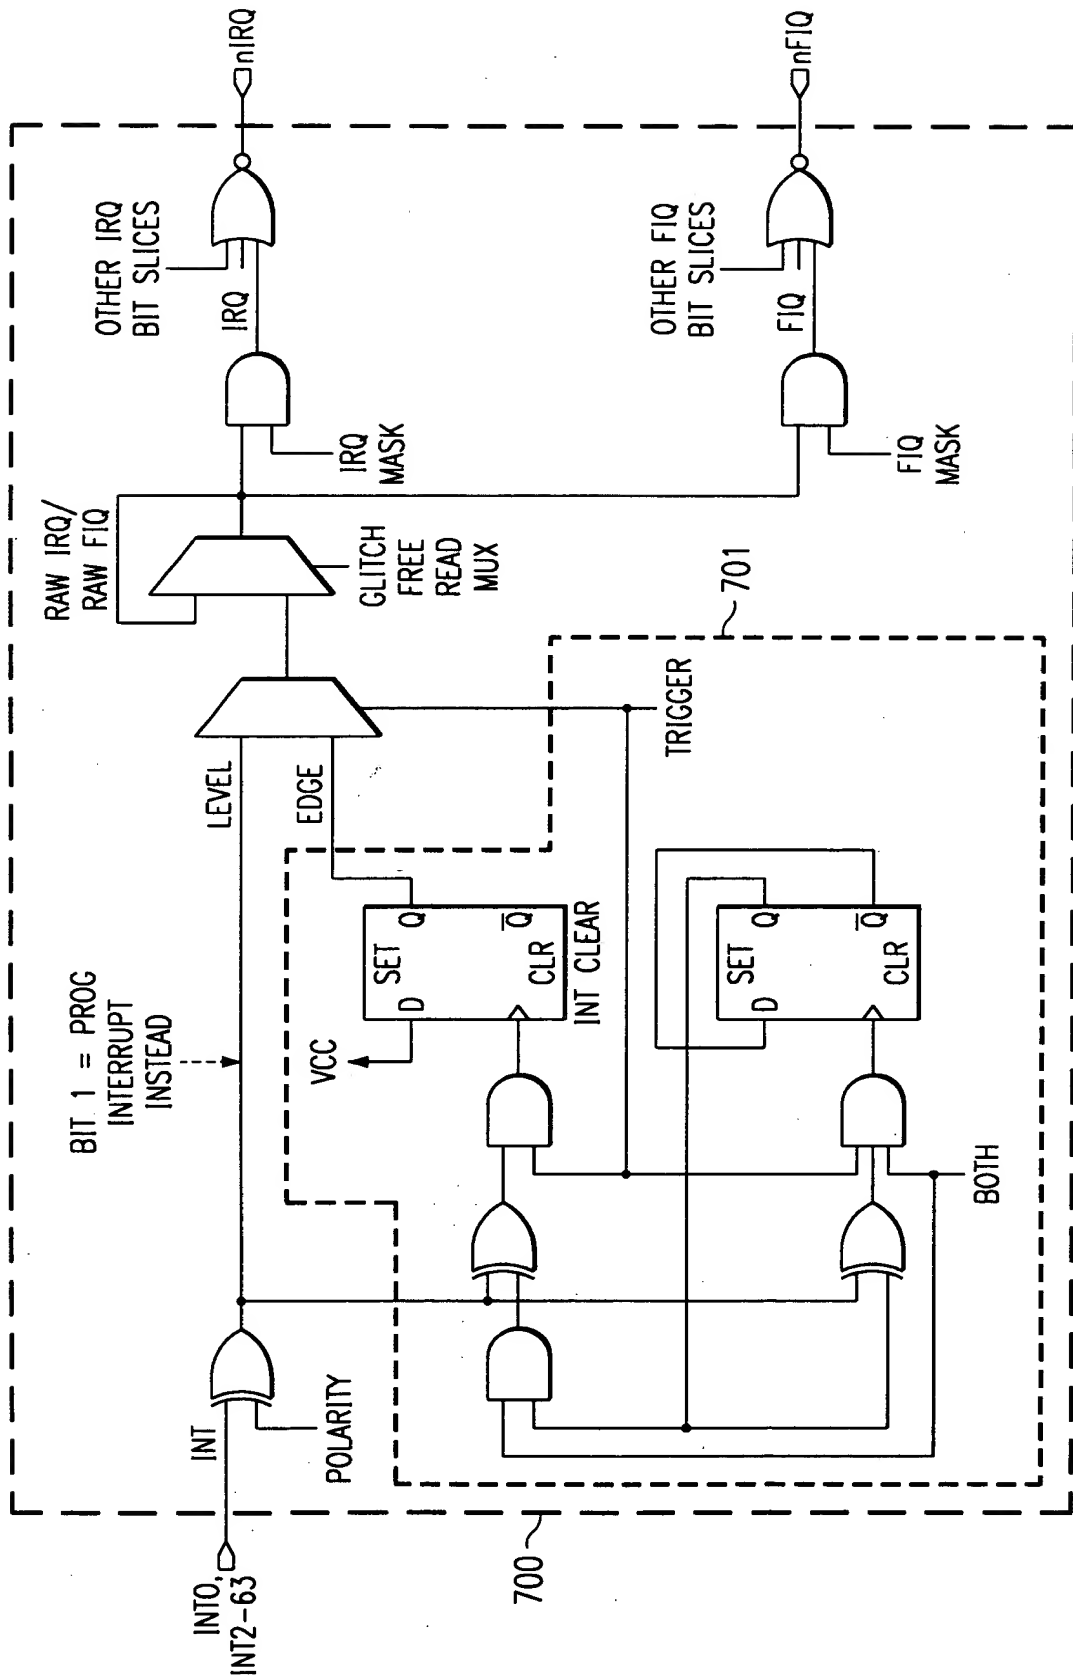 INT0,
INT2-63
INT
POLARITY
700
BIT 1 = PROG
INTERRUPT
INSTEAD
LEVEL
EDGE
VCC
SET
D
Q
Q̅
CLR
INT CLEAR
SET
D
Q
Q̅
CLR
BOTH
TRIGGER
701
RAW IRQ/
RAW FIQ
GLITCH
FREE
READ
MUX
IRQ
MASK
OTHER IRQ
BIT SLICES
IRQ
nIRQ
FIQ
MASK
OTHER FIQ
BIT SLICES
FIQ
nFIQ